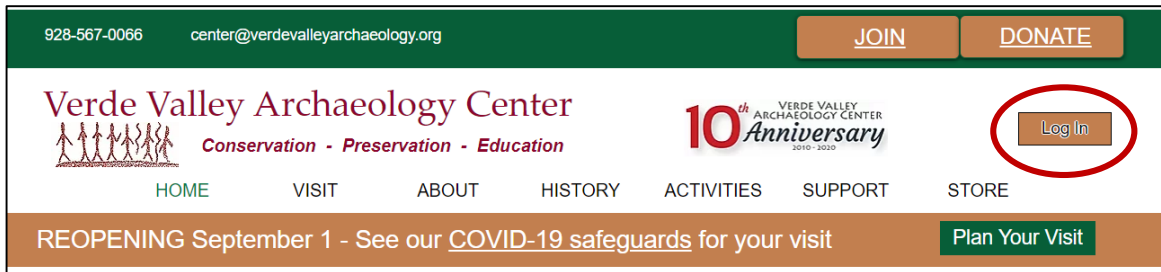 928-567-0066 center@verdevalleyarchaeology.org JOIN DONATE
Verde Valley Archaeology Center
Conservation - Preservation - Education
10th Anniversary
VERDE VALLEY
ARCHAEOLOGY CENTER
2010-2020
Log In
HOME VISIT ABOUT HISTORY ACTIVITIES SUPPORT STORE
REOPENING September 1 - See our COVID-19 safeguards for your visit Plan Your Visit